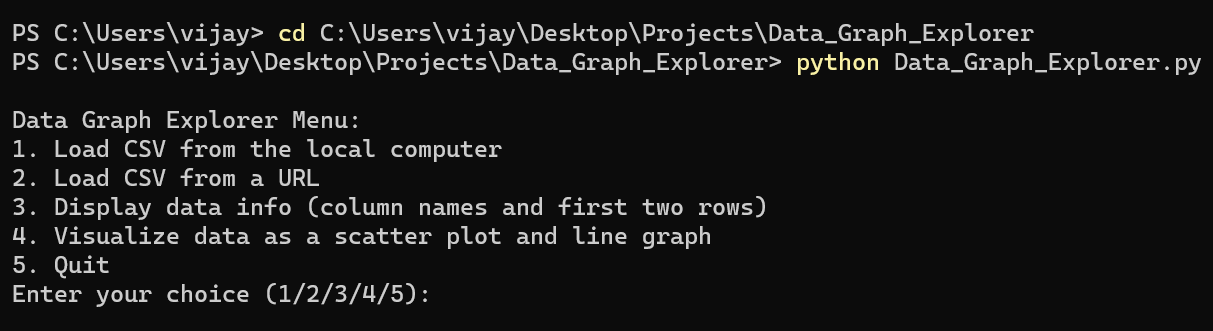 PS C:\Users\vijay> cd C:\Users\vijay\Desktop\Projects\Data_Graph_Explorer
PS C:\Users\vijay\Desktop\Projects\Data_Graph_Explorer> python Data_Graph_Explorer.py
Data Graph Explorer Menu:
1. Load CSV from the local computer
2. Load CSV from a URL
3. Display data info (column names and first two rows)
4. Visualize data as a scatter plot and line graph
5. Quit
Enter your choice (1/2/3/4/5):